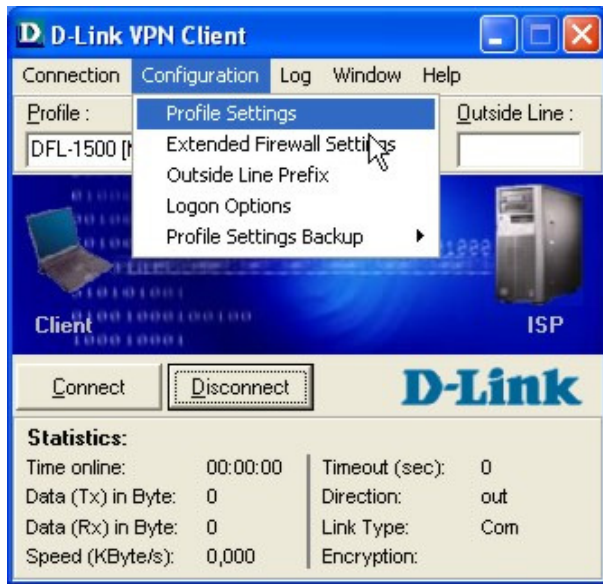 D-Link VPN Client
Connection Configuration Log Window Help
Profile : Outside Line :
DFL-1500
Profile Settings
Extended Firewall Settings
Outside Line Prefix
Logon Options
Profile Settings Backup
Client
ISP
Connect Disconnect D-Link
Statistics:
Time online: 00:00:00 Timeout (sec): 0
Data (Tx) in Byte: 0 Direction: out
Data (Rx) in Byte: 0 Link Type: Com
Speed (KByte/s): 0,000 Encryption: